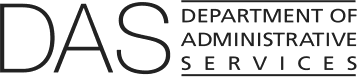 DAS
DEPARTMENT OF
ADMINISTRATIVE
SERVICES